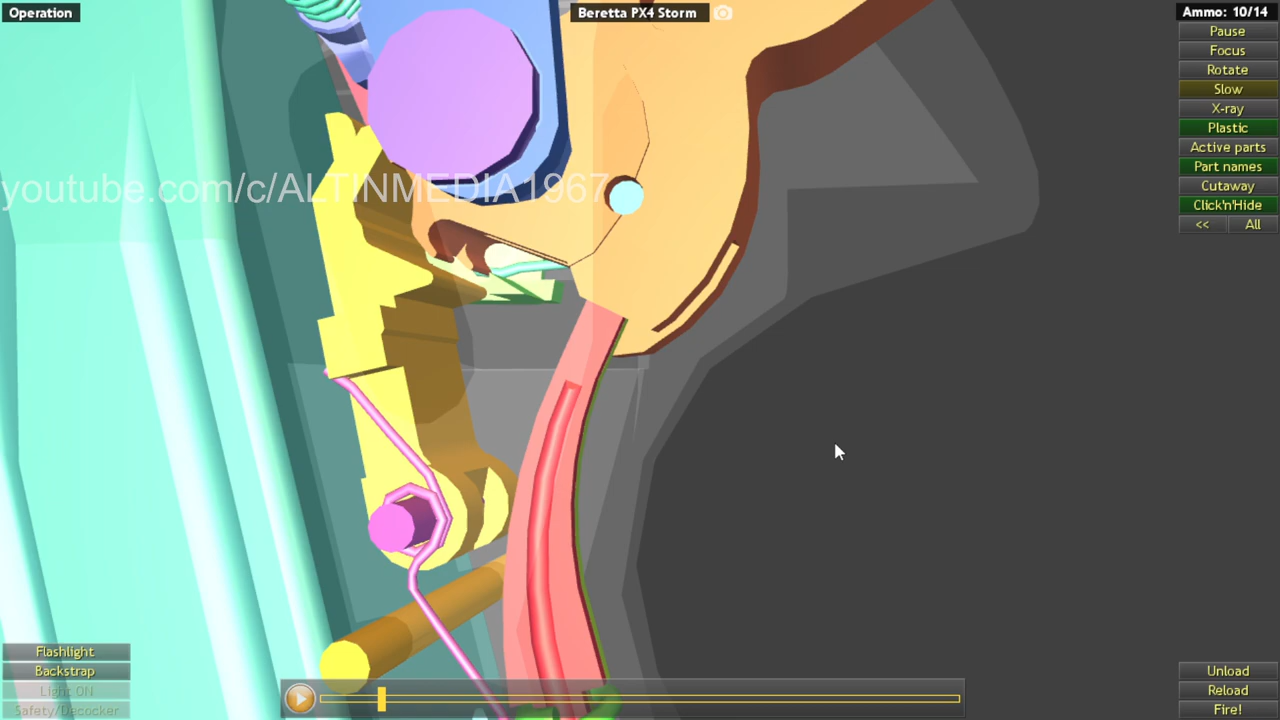 Operation
Beretta PX4 Storm
Ammo: 10/14
Pause
Focus
Rotate
Slow
X-ray
Plastic
Active parts
Part names
Cutaway
Click'n'Hide
<< All
youtube.com/c/ALTINMEDIA1967
Flashlight
Backstrap
Light ON
Safety/Decocker
Unload
Reload
Fire!